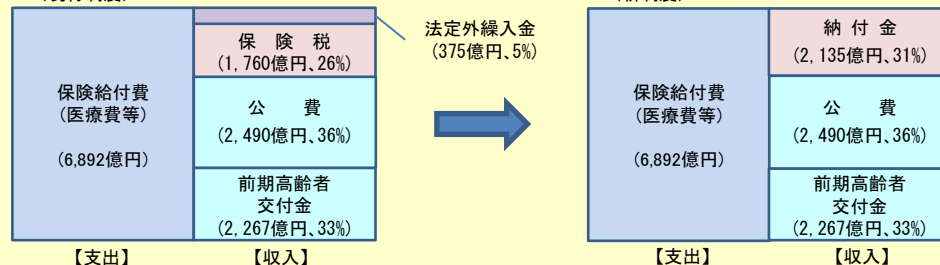 法定外繰入金
(375億円、5%)
保険給付費
(医療費等)
(6,892億円)
保 険 税
(1,760億円、26%)
公 費
(2,490億円、36%)
前期高齢者
交付金
(2,267億円、33%)
【支出】
【収入】
保険給付費
(医療費等)
(6,892億円)
納 付 金
(2,135億円、31%)
公 費
(2,490億円、36%)
前期高齢者
交付金
(2,267億円、33%)
【支出】
【収入】